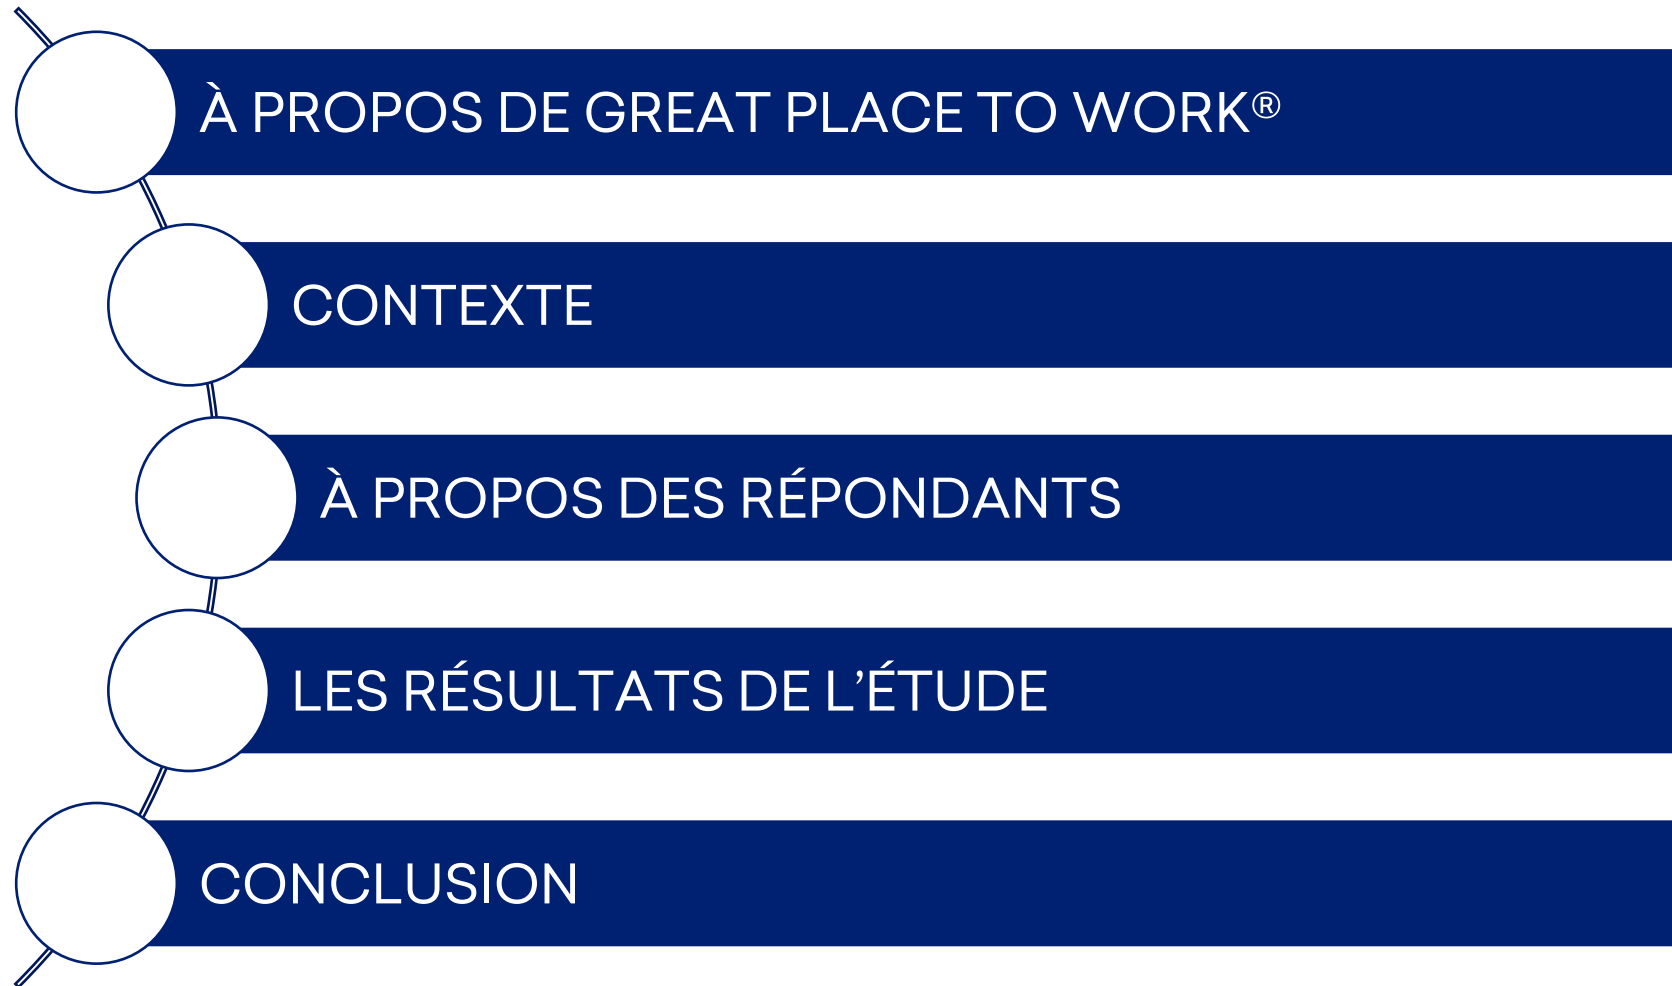 À PROPOS DE GREAT PLACE TO WORK®
CONTEXTE
À PROPOS DES RÉPONDANTS
LES RÉSULTATS DE L’ÉTUDE
CONCLUSION